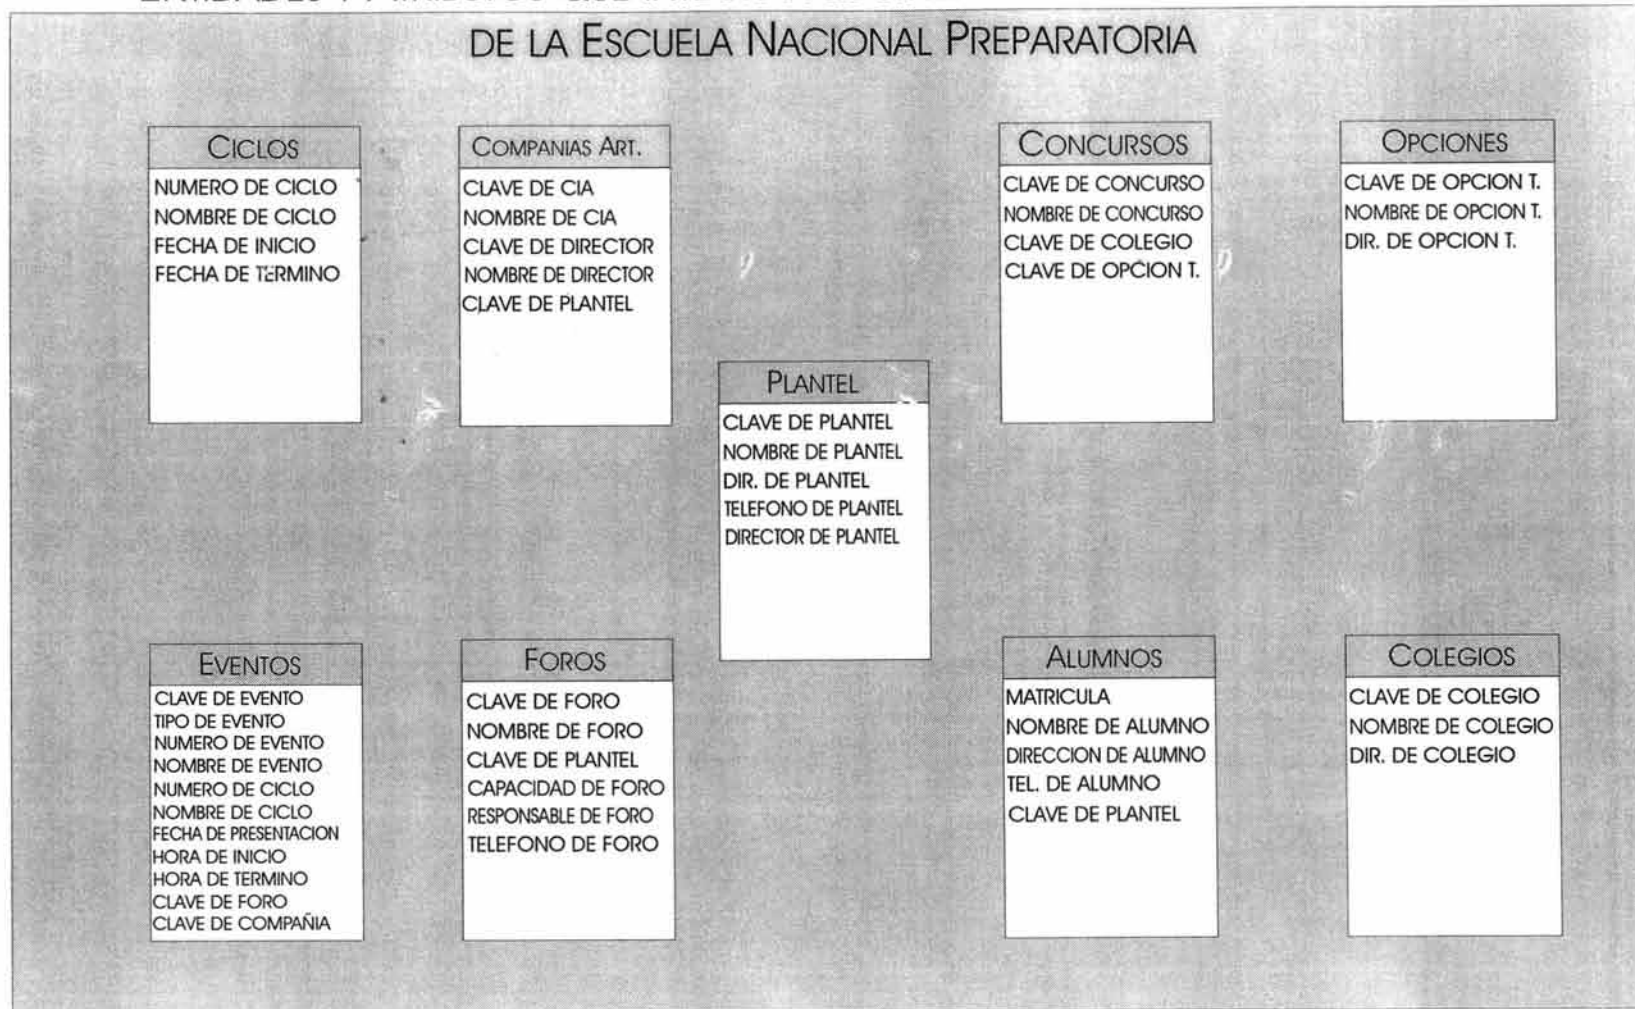 DE LA ESCUELA NACIONAL PREPARATORIA
CICLOS
NUMERO DE CICLO
NOMBRE DE CICLO
FECHA DE INICIO
FECHA DE TERMINO
COMPANIAS ART.
CLAVE DE CIA
NOMBRE DE CIA
CLAVE DE DIRECTOR
NOMBRE DE DIRECTOR
CLAVE DE PLANTEL
CONCURSOS
CLAVE DE CONCURSO
NOMBRE DE CONCURSO
CLAVE DE COLEGIO
CLAVE DE OPCION T.
OPCIONES
CLAVE DE OPCION T.
NOMBRE DE OPCION T.
DIR. DE OPCION T.
PLANTEL
CLAVE DE PLANTEL
NOMBRE DE PLANTEL
DIR. DE PLANTEL
TELEFONO DE PLANTEL
DIRECTOR DE PLANTEL
EVENTOS
CLAVE DE EVENTO
TIPO DE EVENTO
NUMERO DE EVENTO
NOMBRE DE EVENTO
NUMERO DE CICLO
NOMBRE DE CICLO
FECHA DE PRESENTACION
HORA DE INICIO
HORA DE TERMINO
CLAVE DE FORO
CLAVE DE COMPAÑIA
FOROS
CLAVE DE FORO
NOMBRE DE FORO
CLAVE DE PLANTEL
CAPACIDAD DE FORO
RESPONSABLE DE FORO
TELEFONO DE FORO
ALUMNOS
MATRICULA
NOMBRE DE ALUMNO
DIRECCION DE ALUMNO
TEL. DE ALUMNO
CLAVE DE PLANTEL
COLEGIOS
CLAVE DE COLEGIO
NOMBRE DE COLEGIO
DIR. DE COLEGIO